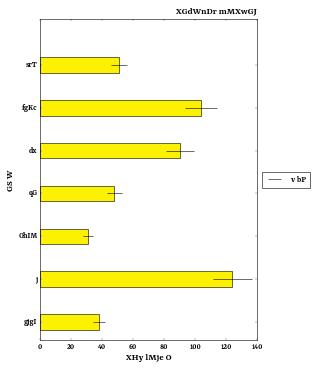 XGdWnDr mMXwGJ
srT
fgKc
dx
qG
GhIM
J
gJgI
GS W
0 20 40 60 80 100 120 140
XHy lMJe O
v bP